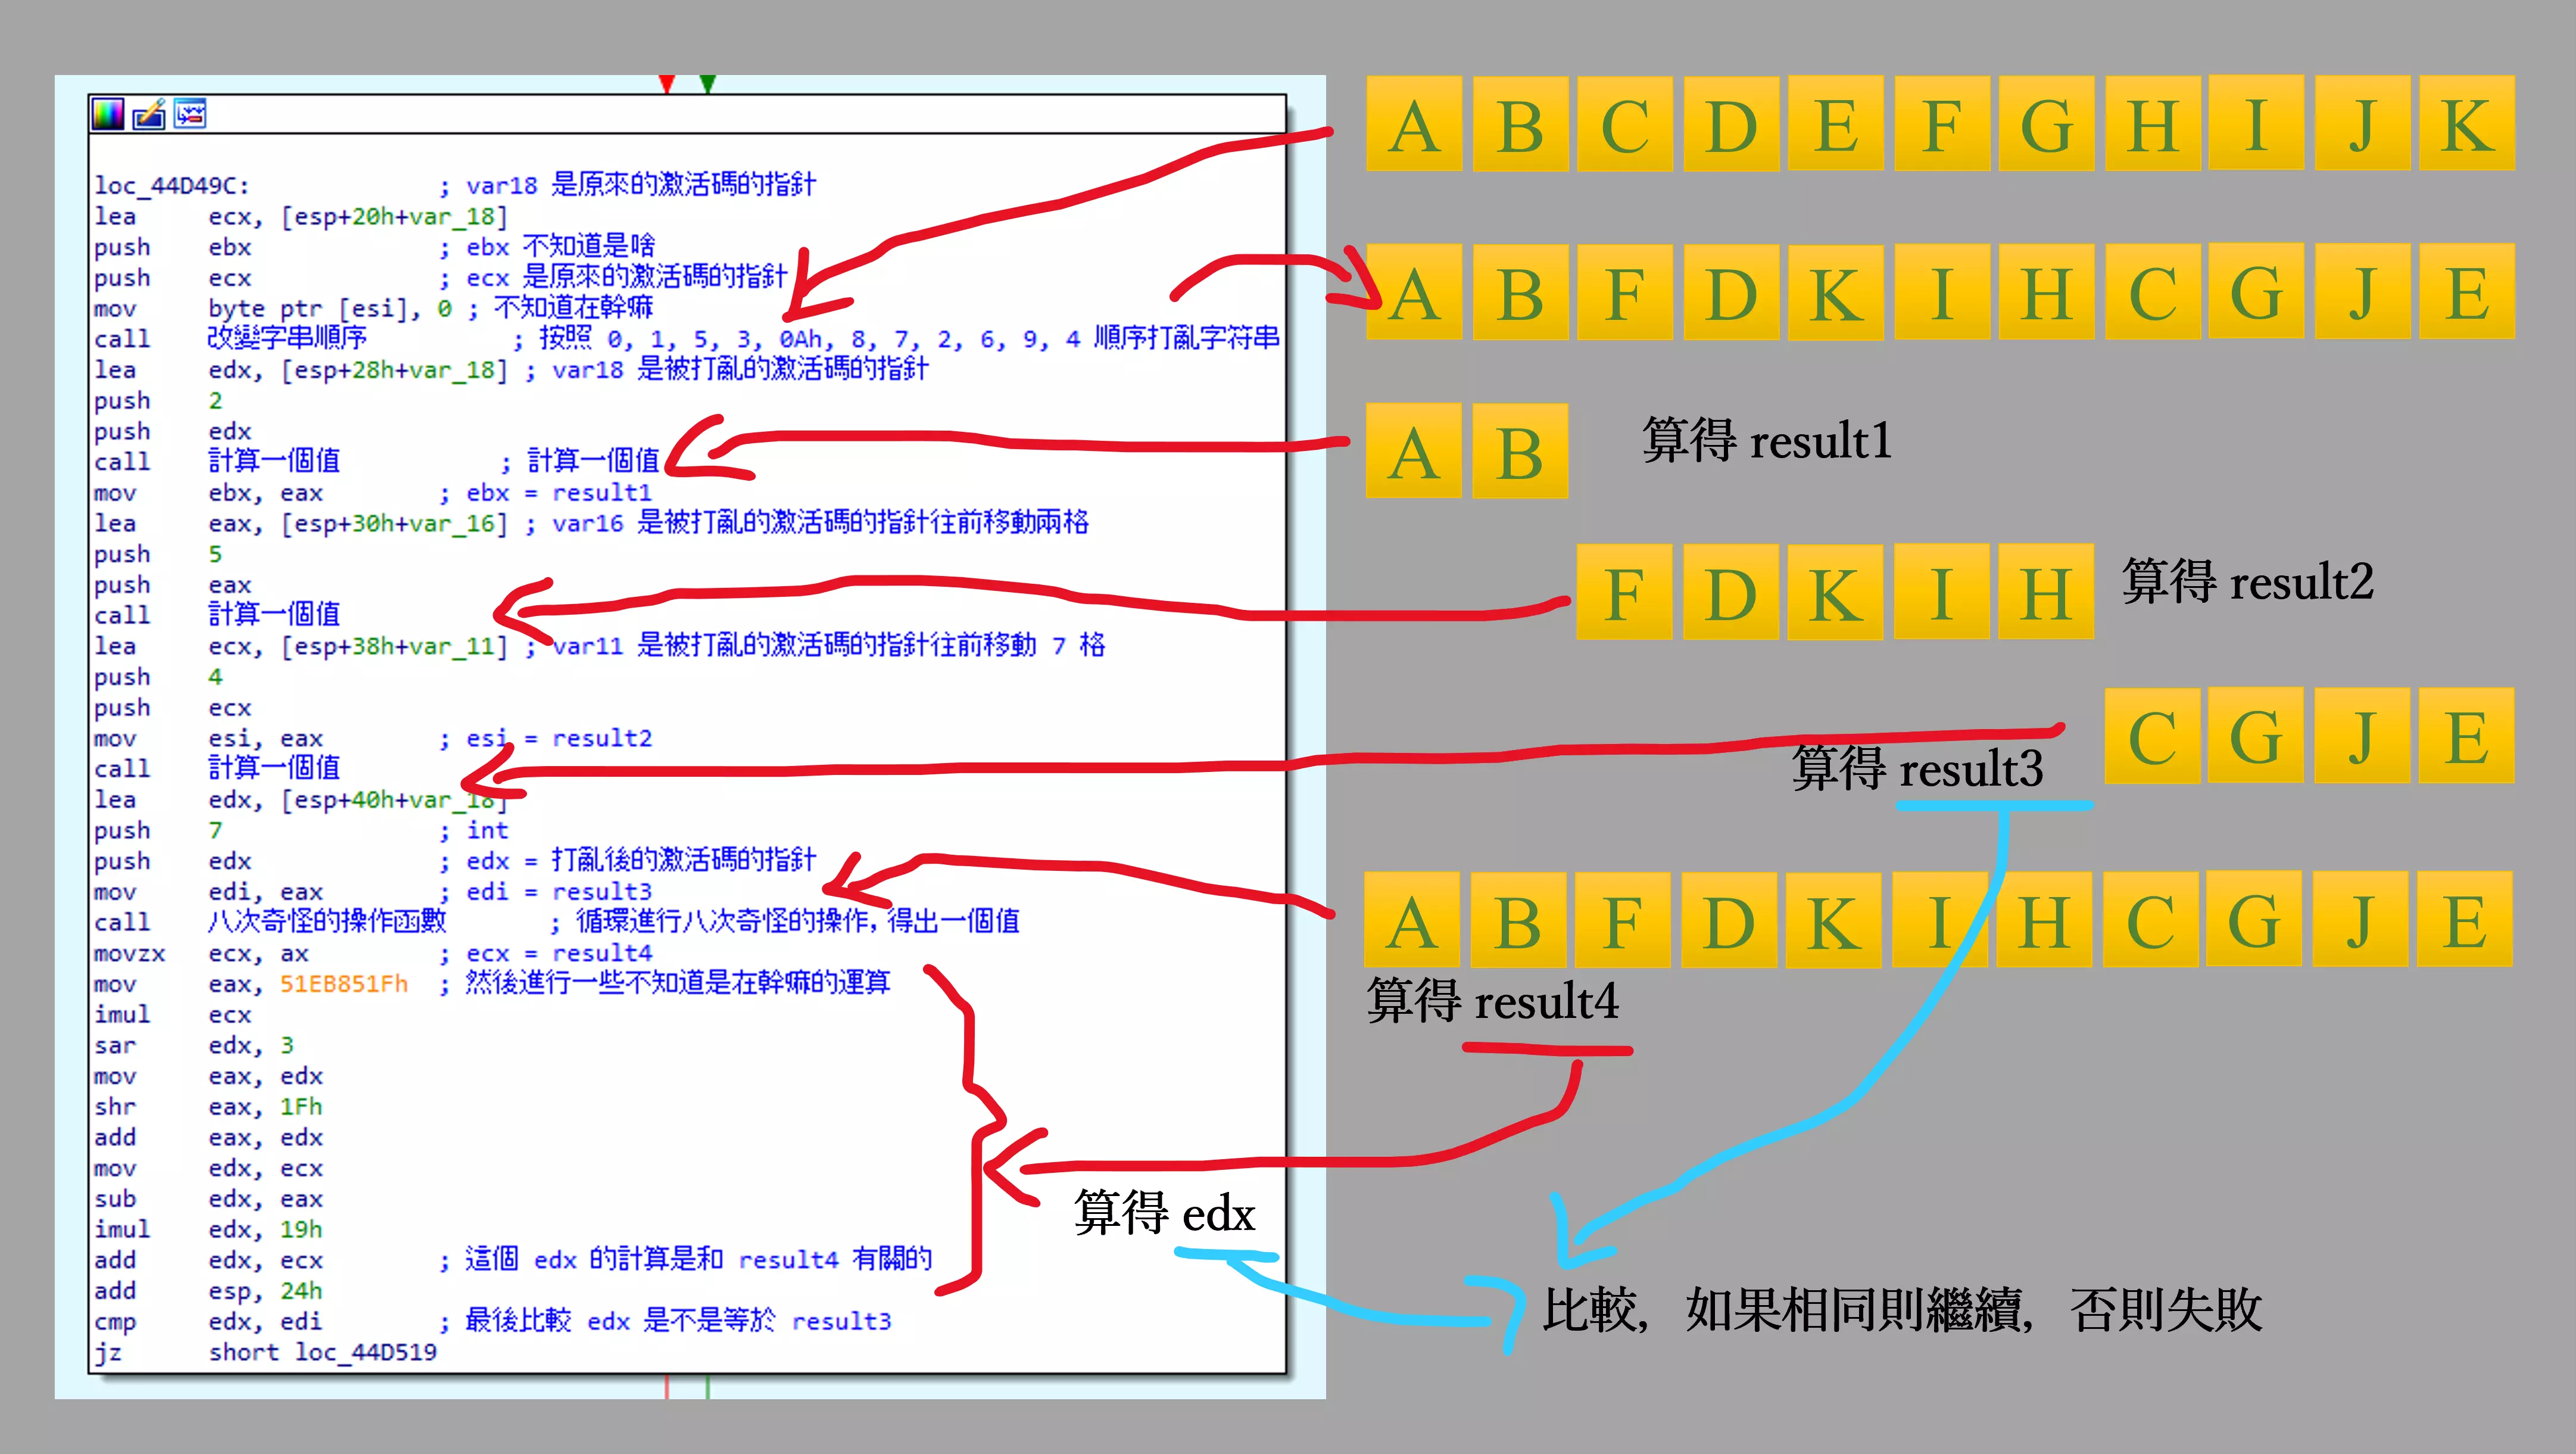 loc_44D49C: ; var18 是原來的激活碼的指針
lea ecx, [esp+20h+var_18]
push ebx ; ebx 不知道是啥
push ecx ; ecx 是原來的激活碼的指針
mov byte ptr [esi], 0 ; 不知道在幹嘛
call 改變字串順序 ; 按照 0, 1, 5, 3, 0Ah, 8, 7, 2, 6, 9, 4 順序打亂字符串
lea edx, [esp+28h+var_18] ; var18 是被打亂的激活碼的指針
push 2
push edx
call 計算一個值 ; 計算一個值
mov ebx, eax ; ebx = result1
lea eax, [esp+30h+var_16] ; var16 是被打亂的激活碼的指針往前移動兩格
push 5
push eax
call 計算一個值
lea ecx, [esp+38h+var_11] ; var11 是被打亂的激活碼的指針往前移動 7 格
push 4
push ecx
mov esi, eax ; esi = result2
call 計算一個值
lea edx, [esp+40h+var_18]
push 7 ; int
push edx ; edx = 打亂後的激活碼的指針
mov edi, eax ; edi = result3
call 八次奇怪的操作函數 ; 循環進行八次奇怪的操作，得出一個值
movzx ecx, ax ; ecx = result4
mov eax, 51EB851Fh ; 然後進行一些不知道是在幹嘛的運算
imul ecx
sar edx, 3
mov eax, edx
shr eax, 1Fh
add eax, edx
mov edx, ecx
sub edx, eax
imul edx, 19h
add edx, ecx ; 這個 edx 的計算是和 result4 有關的
add esp, 24h
cmp edx, edi ; 最後比較 edx 是不是等於 result3
jz short loc_44D519
A B C D E F G H I J K
A B F D K I H C G J E
A B 算得 result1
F D K I H 算得 result2
C G J E
算得 result3
A B F D K I H C G J E
算得 result4
算得 edx
比較，如果相同則繼續，否則失敗